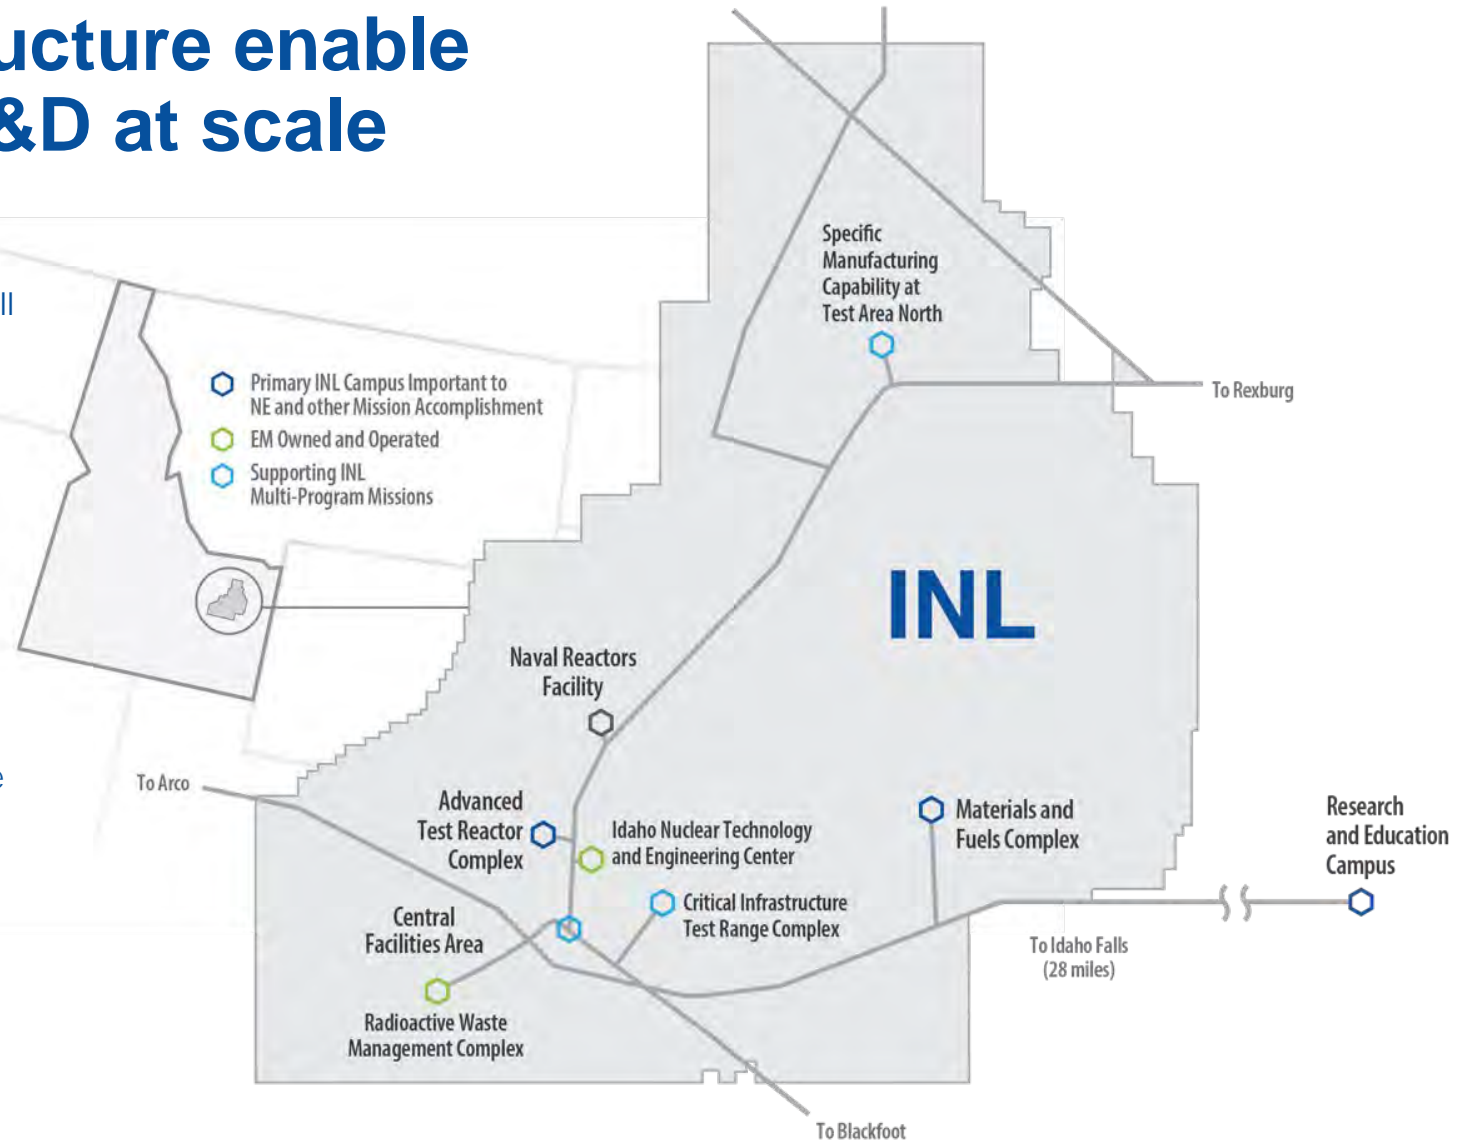 ucture enable
&D at scale
ll
Primary INL Campus Important to
NE and other Mission Accomplishment
EM Owned and Operated
Supporting INL
Multi-Program Missions
Specific
Manufacturing
Capability at
Test Area North
To Rexburg
INL
Naval Reactors
Facility
e
To Arco
Advanced
Test Reactor
Complex
Idaho Nuclear Technology
and Engineering Center
Materials and
Fuels Complex
Research
and Education
Campus
Critical Infrastructure
Test Range Complex
Central
Facilities Area
To Idaho Falls
(28 miles)
Radioactive Waste
Management Complex
To Blackfoot